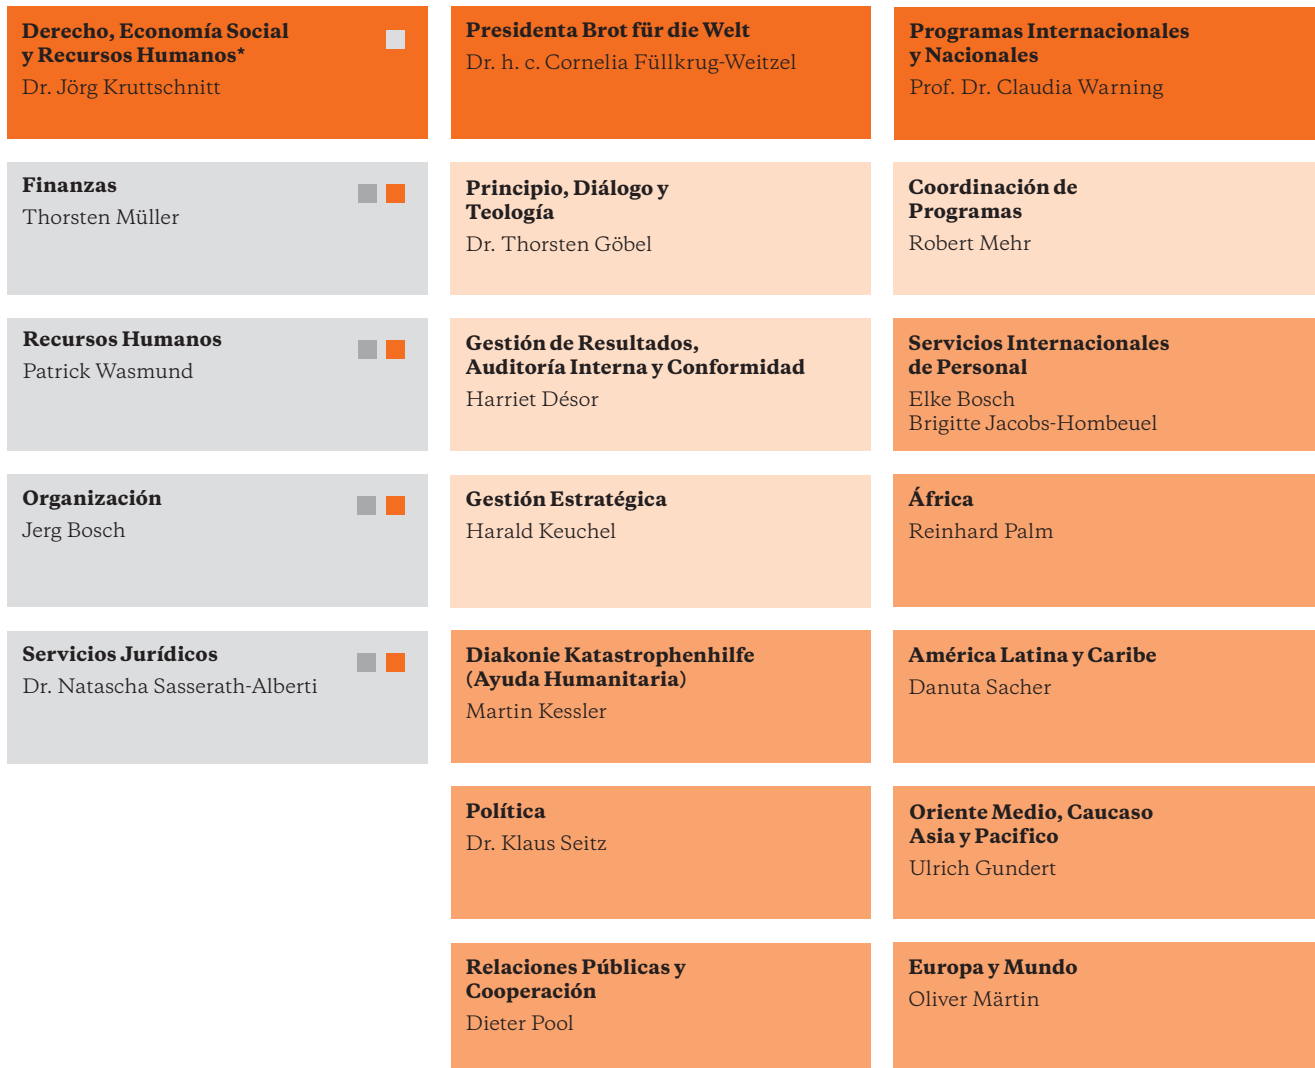 Derecho, Economía Social
y Recursos Humanos*
Dr. Jörg Kruttschnitt
Finanzas
Thorsten Müller
Recursos Humanos
Patrick Wasmund
Organización
Jerg Bosch
Servicios Jurídicos
Dr. Natascha Sasserath-Alberti
Presidenta Brot für die Welt
Dr. h. c. Cornelia Füllkrug-Weitzel
Principio, Diálogo y
Teología
Dr. Thorsten Göbel
Gestión de Resultados,
Auditoría Interna y Conformidad
Harriet Désor
Gestión Estratégica
Harald Keuchel
Diakonie Katastrophenhilfe
(Ayuda Humanitaria)
Martin Kessler
Política
Dr. Klaus Seitz
Relaciones Públicas y
Cooperación
Dieter Pool
Programas Internacionales
y Nacionales
Prof. Dr. Claudia Warning
Coordinación de
Programas
Robert Mehr
Servicios Internacionales
de Personal
Elke Bosch
Brigitte Jacobs-Hombeuel
África
Reinhard Palm
América Latina y Caribe
Danuta Sacher
Oriente Medio, Caucaso
Asia y Pacifico
Ulrich Gundert
Europa y Mundo
Oliver Märtin